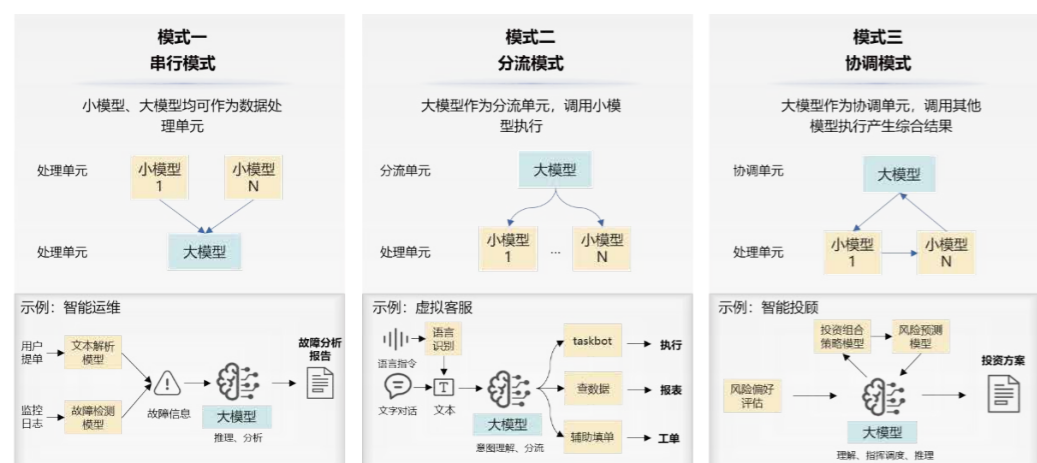 模式一
串行模式
小模型、大模型均可作为数据处
理单元
处理单元
小模型
1
小模型
N
处理单元
大模型
示例：智能运维
用户
提单
文本解析
模型
监控
日志
故障检测
模型
故障信息
大模型
推理、分析
故障分析
报告
模式二
分流模式
大模型作为分流单元，调用小模
型执行
分流单元
大模型
处理单元
小模型
1
...
小模型
N
示例：虚拟客服
语言指令
语言
识别
文字对话
T
文本
大模型
意图理解、分流
taskbot
执行
查数据
报表
辅助填单
工单
模式三
协调模式
大模型作为协调单元，调用其他
模型执行产生综合结果
协调单元
大模型
处理单元
小模型
1
小模型
N
示例：智能投顾
投资组合
策略模型
风险预测
模型
风险偏好
评估
大模型
理解、指挥调度、推理
投资方案